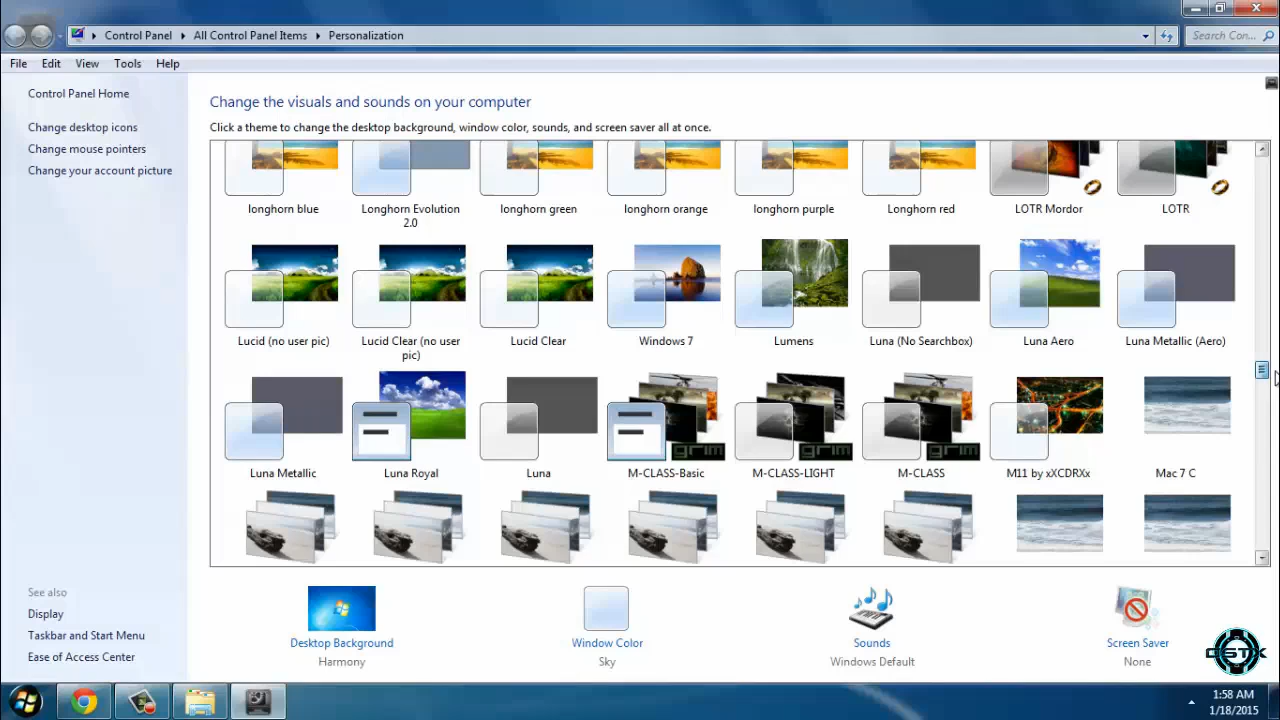 Control Panel
All Control Panel Items
Personalization
Search Con...
File
Edit
View
Tools
Help
Control Panel Home
Change desktop icons
Change mouse pointers
Change your account picture
Change the visuals and sounds on your computer
Click a theme to change the desktop background, window color, sounds, and screen saver all at once.
longhorn blue
Longhorn Evolution
2.0
longhorn green
longhorn orange
longhorn purple
Longhorn red
LOTR Mordor
LOTR
Lucid (no user pic)
Lucid Clear (no user
pic)
Lucid Clear
Windows 7
Lumens
Luna (No Searchbox)
Luna Aero
Luna Metallic (Aero)
grim
grim
grim
Luna Metallic
Luna Royal
Luna
M-CLASS-Basic
M-CLASS-LIGHT
M-CLASS
M11 by xXCDRXx
Mac 7 C
See also
Display
Taskbar and Start Menu
Ease of Access Center
Desktop Background
Harmony
Window Color
Sky
Sounds
Windows Default
Screen Saver
None
1:58 AM
1/18/2015